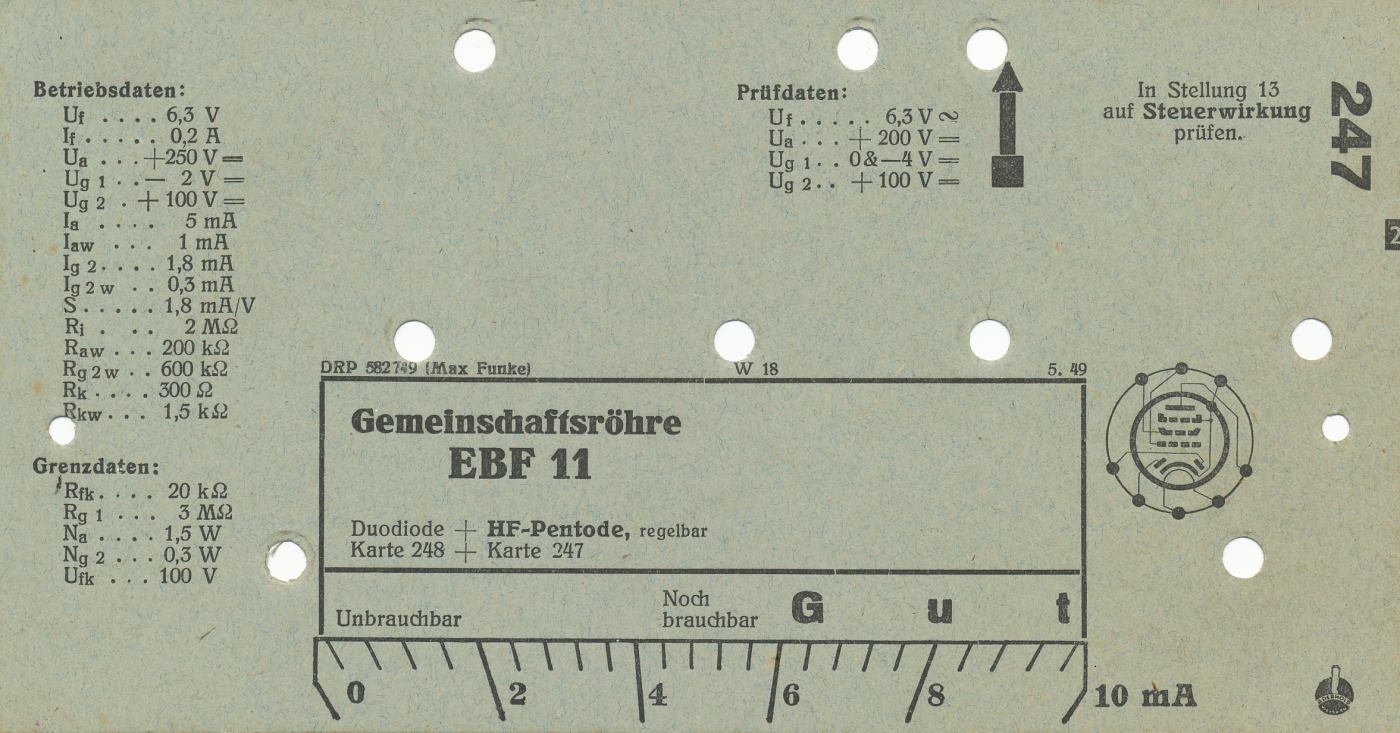 Betriebsdaten:
Uf .... 6,3 V
If ..... 0,2 A
Ua ... +250 V =
Ug 1 .. — 2 V =
Ug 2 . + 100 V =
Ia .... 5 mA
Iaw ... 1 mA
Ig 2 .... 1,8 mA
Ig 2 w .. 0,3 mA
S ..... 1,8 mA/V
Ri . .. 2 MΩ
Raw ... 200 kΩ
Rg 2 w .. 600 kΩ
Rk .... 300 Ω
Rkw ... 1,5 kΩ
Grenzdaten:
Rfk .... 20 kΩ
Rg 1 ... 3 MΩ
Na .... 1,5 W
Ng 2 ... 0,3 W
Ufk ... 100 V
Prüfdaten:
Uf ..... 6,3 V ∿
Ua ... + 200 V =
Ug 1 .. 0&—4 V =
Ug 2 .. + 100 V =
In Stellung 13
auf Steuerwirkung
prüfen.
247
2
DRP 582749 (Max Funke) W 18 5. 49
Gemeinschaftsröhre
EBF 11
Duodiode + HF-Pentode, regelbar
Karte 248 + Karte 247
Unbrauchbar
Noch
brauchbar
G u t
0 2 4 6 8 10 mA